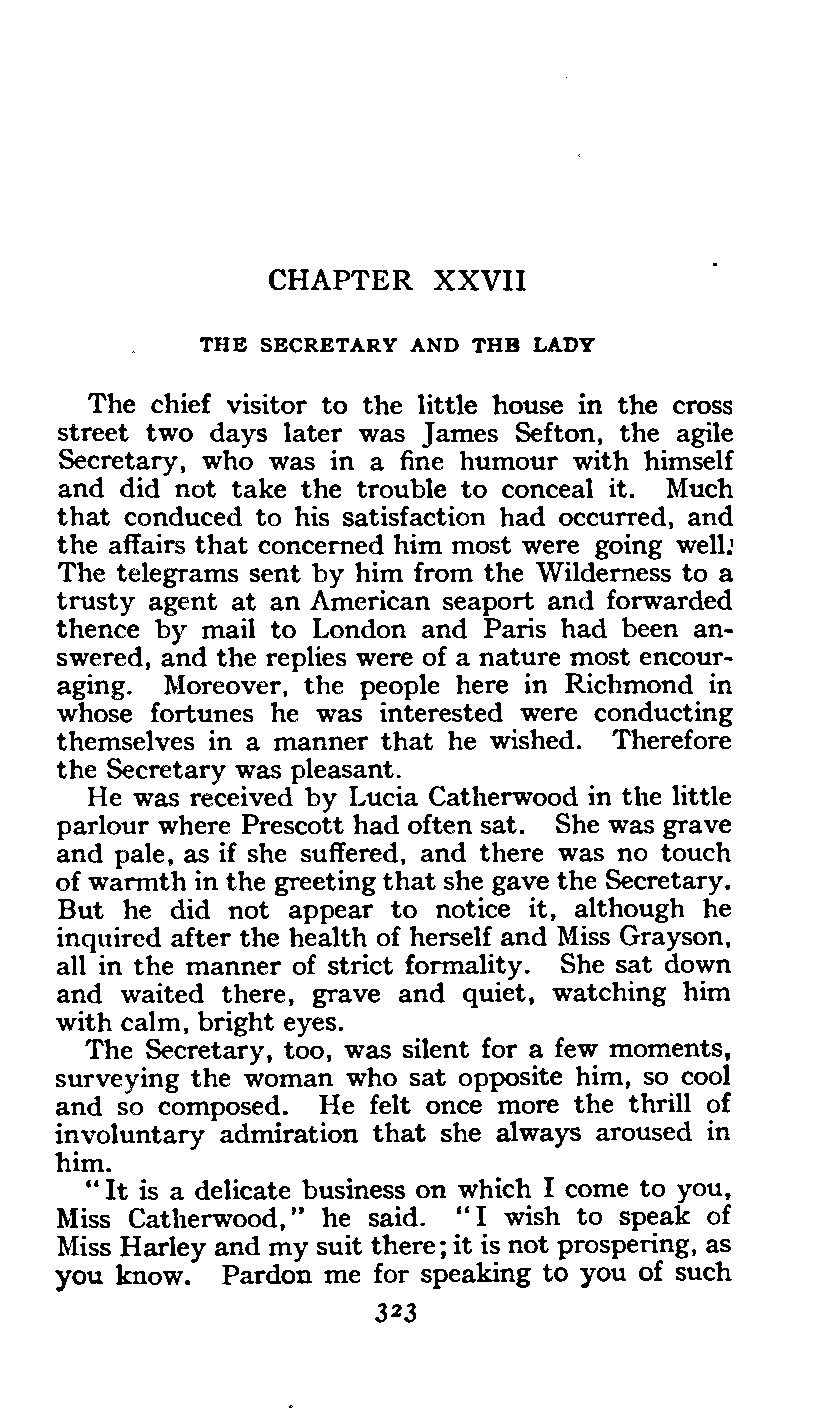 CHAPTER XXVII
THE SECRETARY AND THE LADY
The chief visitor to the little house in the cross
street two days later was James Sefton, the agile
Secretary, who was in a fine humour with himself
and did not take the trouble to conceal it. Much
that conduced to his satisfaction had occurred, and
the affairs that concerned him most were going well.
The telegrams sent by him from the Wilderness to a
trusty agent at an American seaport and forwarded
thence by mail to London and Paris had been an-
swered, and the replies were of a nature most encour-
aging. Moreover, the people here in Richmond in
whose fortunes he was interested were conducting
themselves in a manner that he wished. Therefore
the Secretary was pleasant.
He was received by Lucia Catherwood in the little
parlour where Prescott had often sat. She was grave
and pale, as if she suffered, and there was no touch
of warmth in the greeting that she gave the Secretary.
But he did not appear to notice it, although he
inquired after the health of herself and Miss Grayson,
all in the manner of strict formality. She sat down
and waited there, grave and quiet, watching him
with calm, bright eyes.
The Secretary, too, was silent for a few moments,
surveying the woman who sat opposite him, so cool
and so composed. He felt once more the thrill of
involuntary admiration that she always aroused in
him.
"It is a delicate business on which I come to you,
Miss Catherwood," he said. "I wish to speak of
Miss Harley and my suit there; it is not prospering, as
you know. Pardon me for speaking to you of such
323